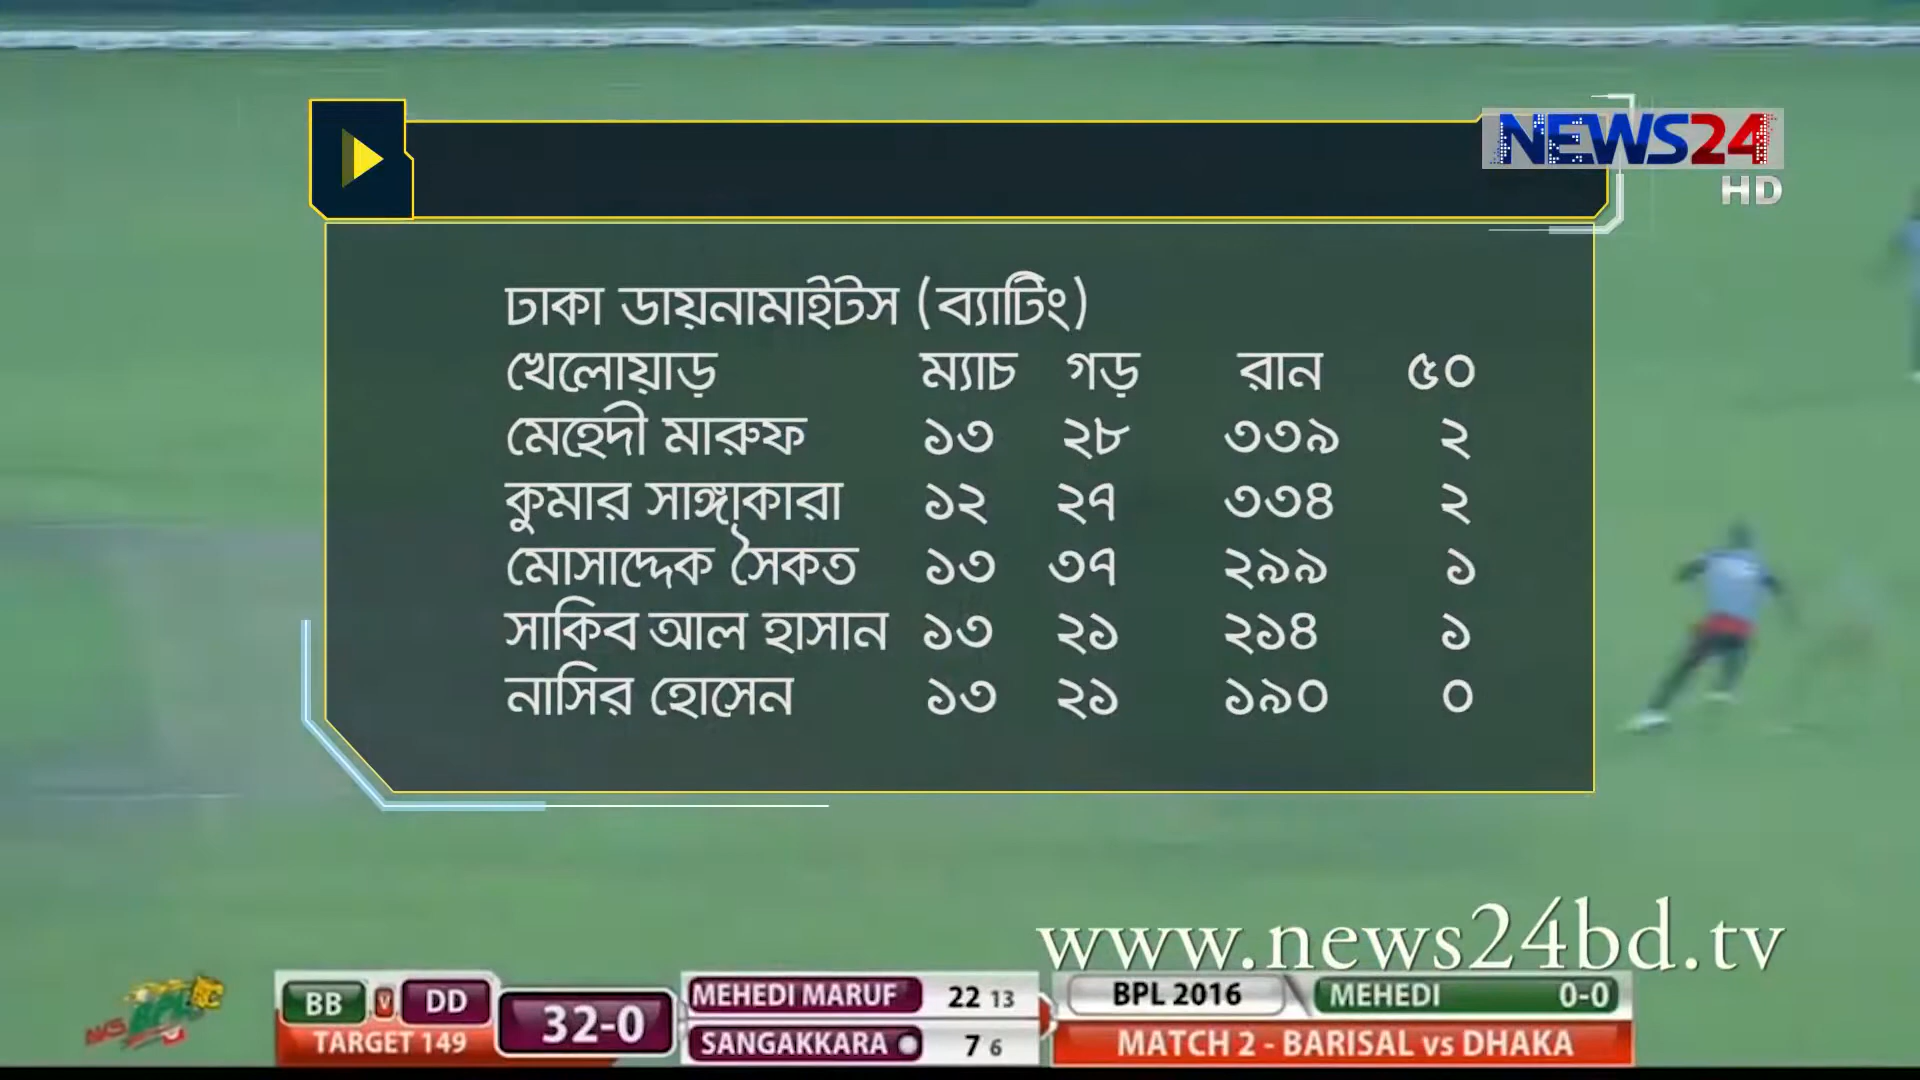 NEWS24
HD
ঢাকা ডায়নামাইটস (ব্যাটিং)
খেলোয়াড় ম্যাচ গড় রান ৫০
মেহেদী মারুফ ১৩ ২৮ ৩৩৯ ২
কুমার সাঙ্গাকারা ১২ ২৭ ৩৩৪ ২
মোসাদ্দেক সৈকত ১৩ ৩৭ ২৯৯ ১
সাকিব আল হাসান ১৩ ২১ ২১৪ ১
নাসির হোসেন ১৩ ২১ ১৯০ ০
www.news24bd.tv
BB v DD 32-0 MEHEDI MARUF 22 13 BPL 2016 MEHEDI 0-0
TARGET 149 SANGAKKARA 7 6 MATCH 2 - BARISAL vs DHAKA